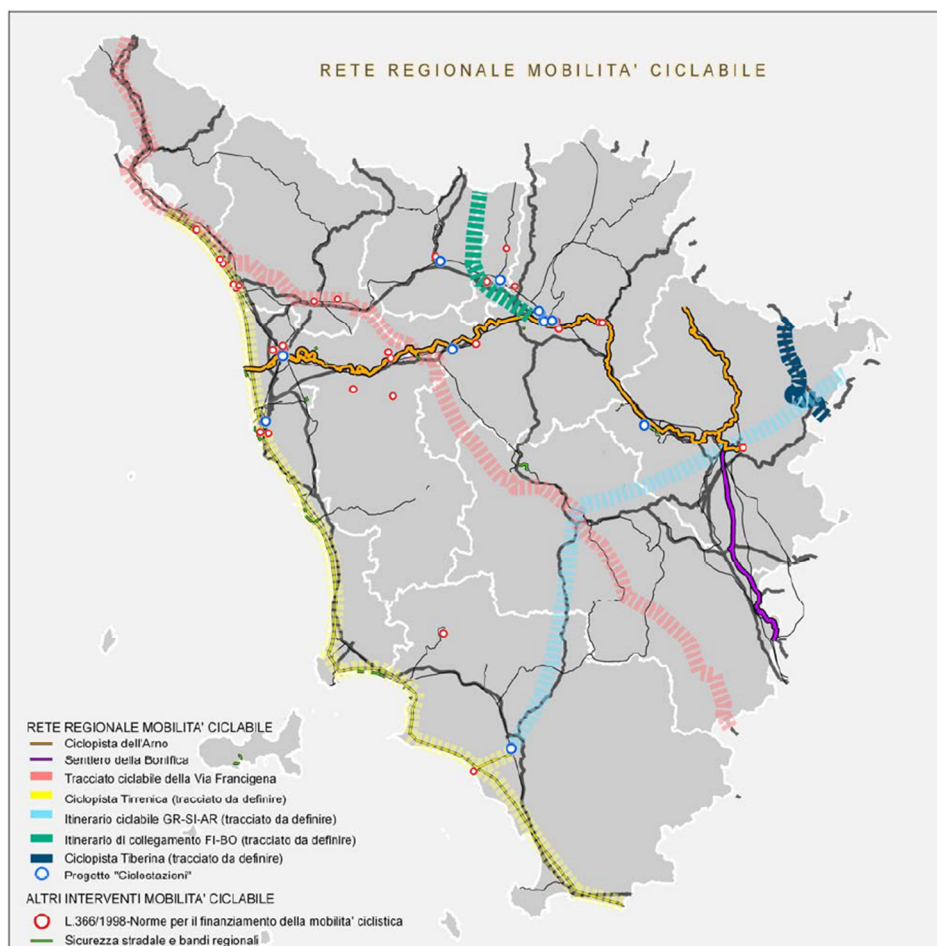 RETE REGIONALE MOBILITA' CICLABILE
RETE REGIONALE MOBILITA' CICLABILE
Ciclopista dell'Arno
Sentiero della Bonifica
Tracciato ciclabile della Via Francigena
Ciclopista Tirrenica (tracciato da definire)
Itinerario ciclabile GR-SI-AR (tracciato da definire)
Itinerario di collegamento FI-BO (tracciato da definire)
Ciclopista Tiberina (tracciato da definire)
Progetto "Ciclostazioni"
ALTRI INTERVENTI MOBILITA' CICLABILE
L.366/1998-Norme per il finanziamento della mobilita' ciclistica
Sicurezza stradale e bandi regionali